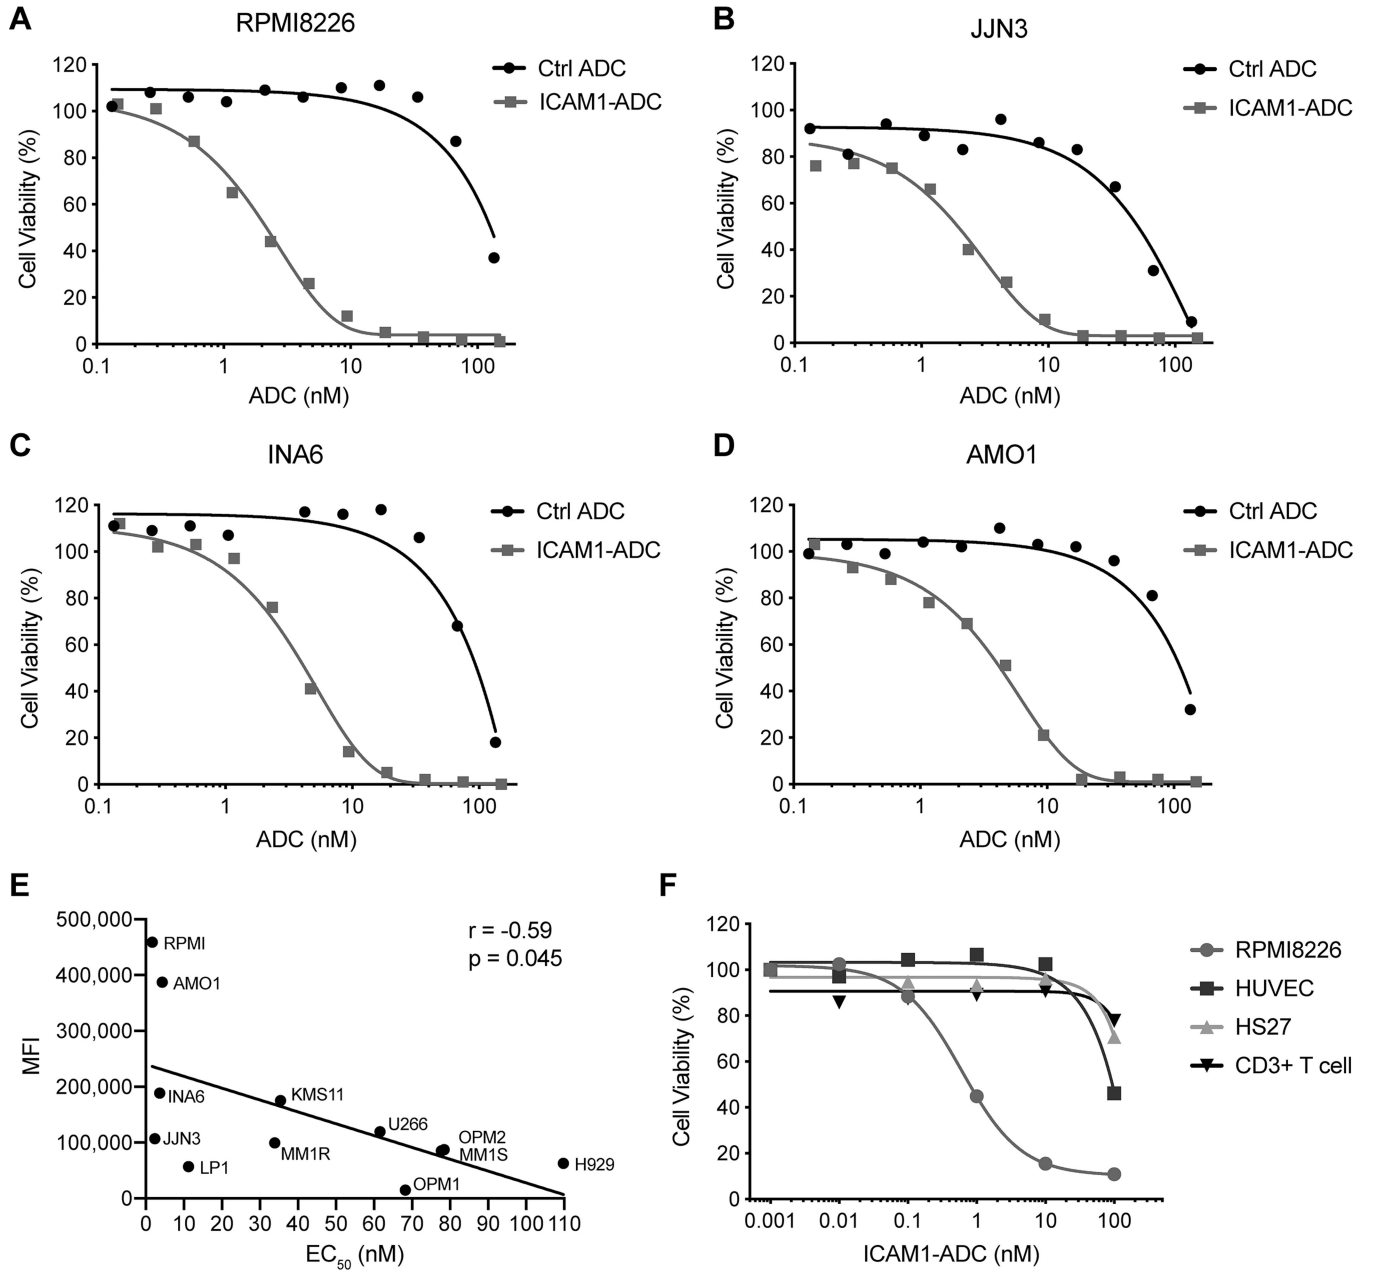 A
RPMI8226
120
100
80
60
40
20
0
Cell Viability (%)
0.1 1 10 100
ADC (nM)
Ctrl ADC
ICAM1-ADC
B
JJN3
120
100
80
60
40
20
0
Cell Viability (%)
0.1 1 10 100
ADC (nM)
Ctrl ADC
ICAM1-ADC
C
INA6
120
100
80
60
40
20
0
Cell Viability (%)
0.1 1 10 100
ADC (nM)
Ctrl ADC
ICAM1-ADC
D
AMO1
120
100
80
60
40
20
0
Cell Viability (%)
0.1 1 10 100
ADC (nM)
Ctrl ADC
ICAM1-ADC
E
500,000
400,000
300,000
200,000
100,000
0
MFI
r = -0.59
p = 0.045
RPMI
AMO1
INA6
KMS11
JJN3
U266
LP1
MM1R
OPM2
MM1S
OPM1
H929
0 10 20 30 40 50 60 70 80 90 100 110
EC50 (nM)
F
120
100
80
60
40
20
0
Cell Viability (%)
0.001 0.01 0.1 1 10 100
ICAM1-ADC (nM)
RPMI8226
HUVEC
HS27
CD3+ T cell